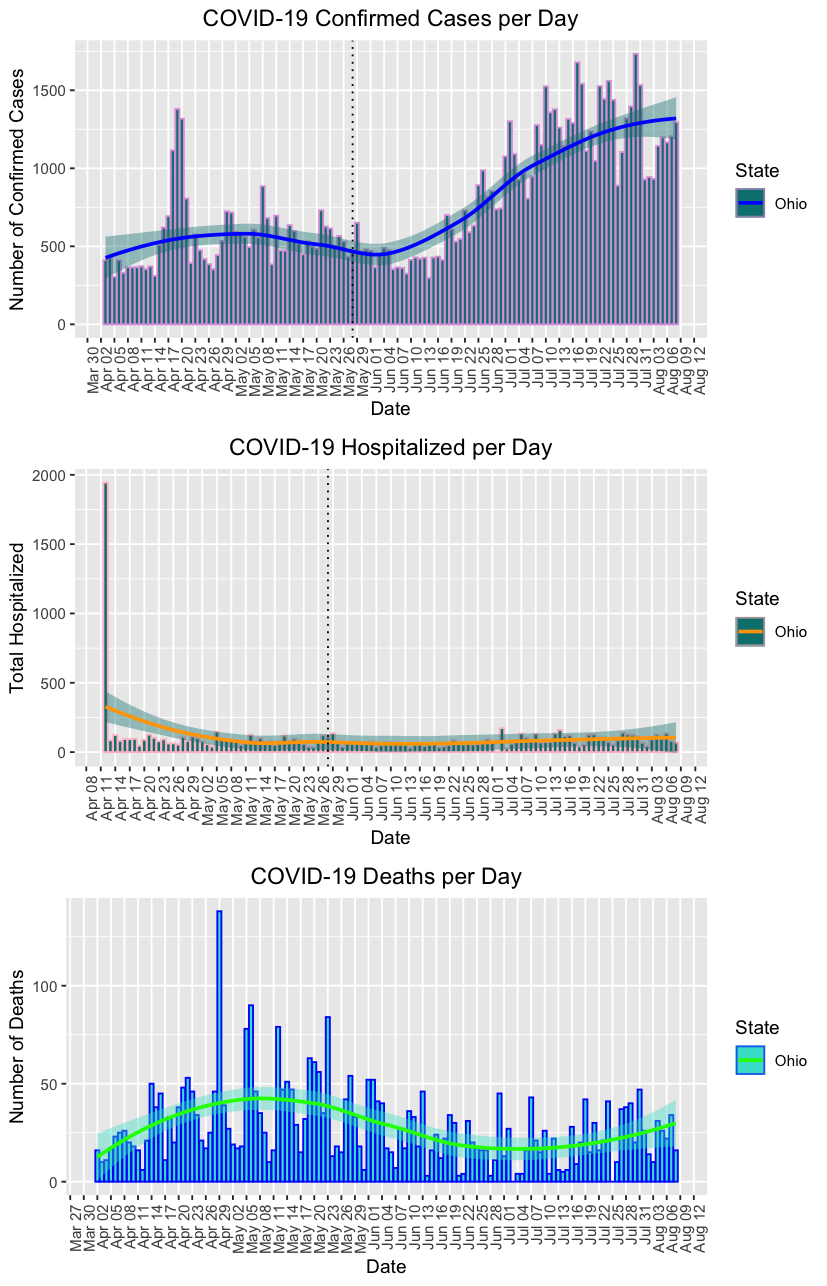 COVID-19 Confirmed Cases per Day
Number of Confirmed Cases
1500
1000
500
0
Mar 30
Apr 02
Apr 05
Apr 08
Apr 11
Apr 14
Apr 17
Apr 20
Apr 23
Apr 26
Apr 29
May 02
May 05
May 08
May 11
May 14
May 17
May 20
May 23
May 26
May 29
Jun 01
Jun 04
Jun 07
Jun 10
Jun 13
Jun 16
Jun 19
Jun 22
Jun 25
Jun 28
Jul 01
Jul 04
Jul 07
Jul 10
Jul 13
Jul 16
Jul 19
Jul 22
Jul 25
Jul 28
Jul 31
Aug 03
Aug 06
Aug 09
Aug 12
Date
State
Ohio
COVID-19 Hospitalized per Day
Total Hospitalized
2000
1500
1000
500
0
Apr 08
Apr 11
Apr 14
Apr 17
Apr 20
Apr 23
Apr 26
Apr 29
May 02
May 05
May 08
May 11
May 14
May 17
May 20
May 23
May 26
May 29
Jun 01
Jun 04
Jun 07
Jun 10
Jun 13
Jun 16
Jun 19
Jun 22
Jun 25
Jun 28
Jul 01
Jul 04
Jul 07
Jul 10
Jul 13
Jul 16
Jul 19
Jul 22
Jul 25
Jul 28
Jul 31
Aug 03
Aug 06
Aug 09
Aug 12
Date
State
Ohio
COVID-19 Deaths per Day
Number of Deaths
100
50
0
Mar 27
Mar 30
Apr 02
Apr 05
Apr 08
Apr 11
Apr 14
Apr 17
Apr 20
Apr 23
Apr 26
Apr 29
May 02
May 05
May 08
May 11
May 14
May 17
May 20
May 23
May 26
May 29
Jun 01
Jun 04
Jun 07
Jun 10
Jun 13
Jun 16
Jun 19
Jun 22
Jun 25
Jun 28
Jul 01
Jul 04
Jul 07
Jul 10
Jul 13
Jul 16
Jul 19
Jul 22
Jul 25
Jul 28
Jul 31
Aug 03
Aug 06
Aug 09
Aug 12
Date
State
Ohio